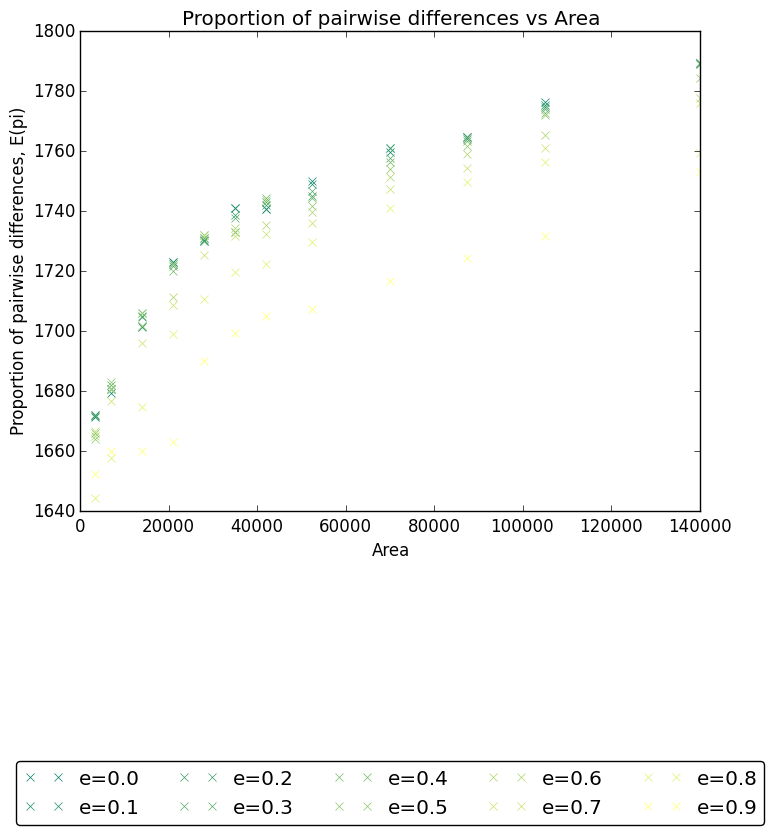 Proportion of pairwise differences vs Area
Proportion of pairwise differences, E(pi)
1800
1780
1760
1740
1720
1700
1680
1660
1640
0 20000 40000 60000 80000 100000 120000 140000
Area
e=0.0 e=0.2 e=0.4 e=0.6 e=0.8
e=0.1 e=0.3 e=0.5 e=0.7 e=0.9